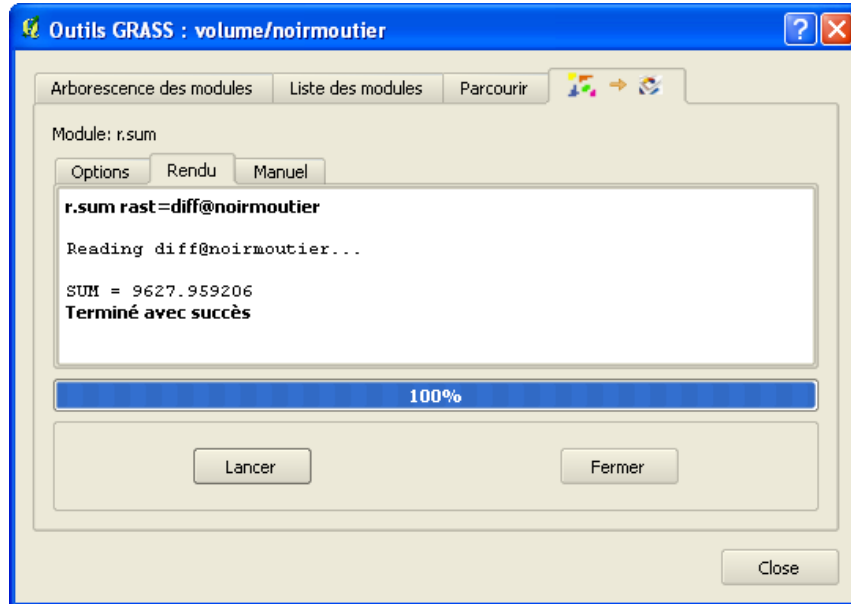 Outils GRASS : volume/noirmoutier
Arborescence des modules Liste des modules Parcourir
Module: r.sum
Options Rendu Manuel
r.sum rast=diff@noirmoutier
Reading diff@noirmoutier...
SUM = 9627.959206
Terminé avec succès
100%
Lancer Fermer
Close